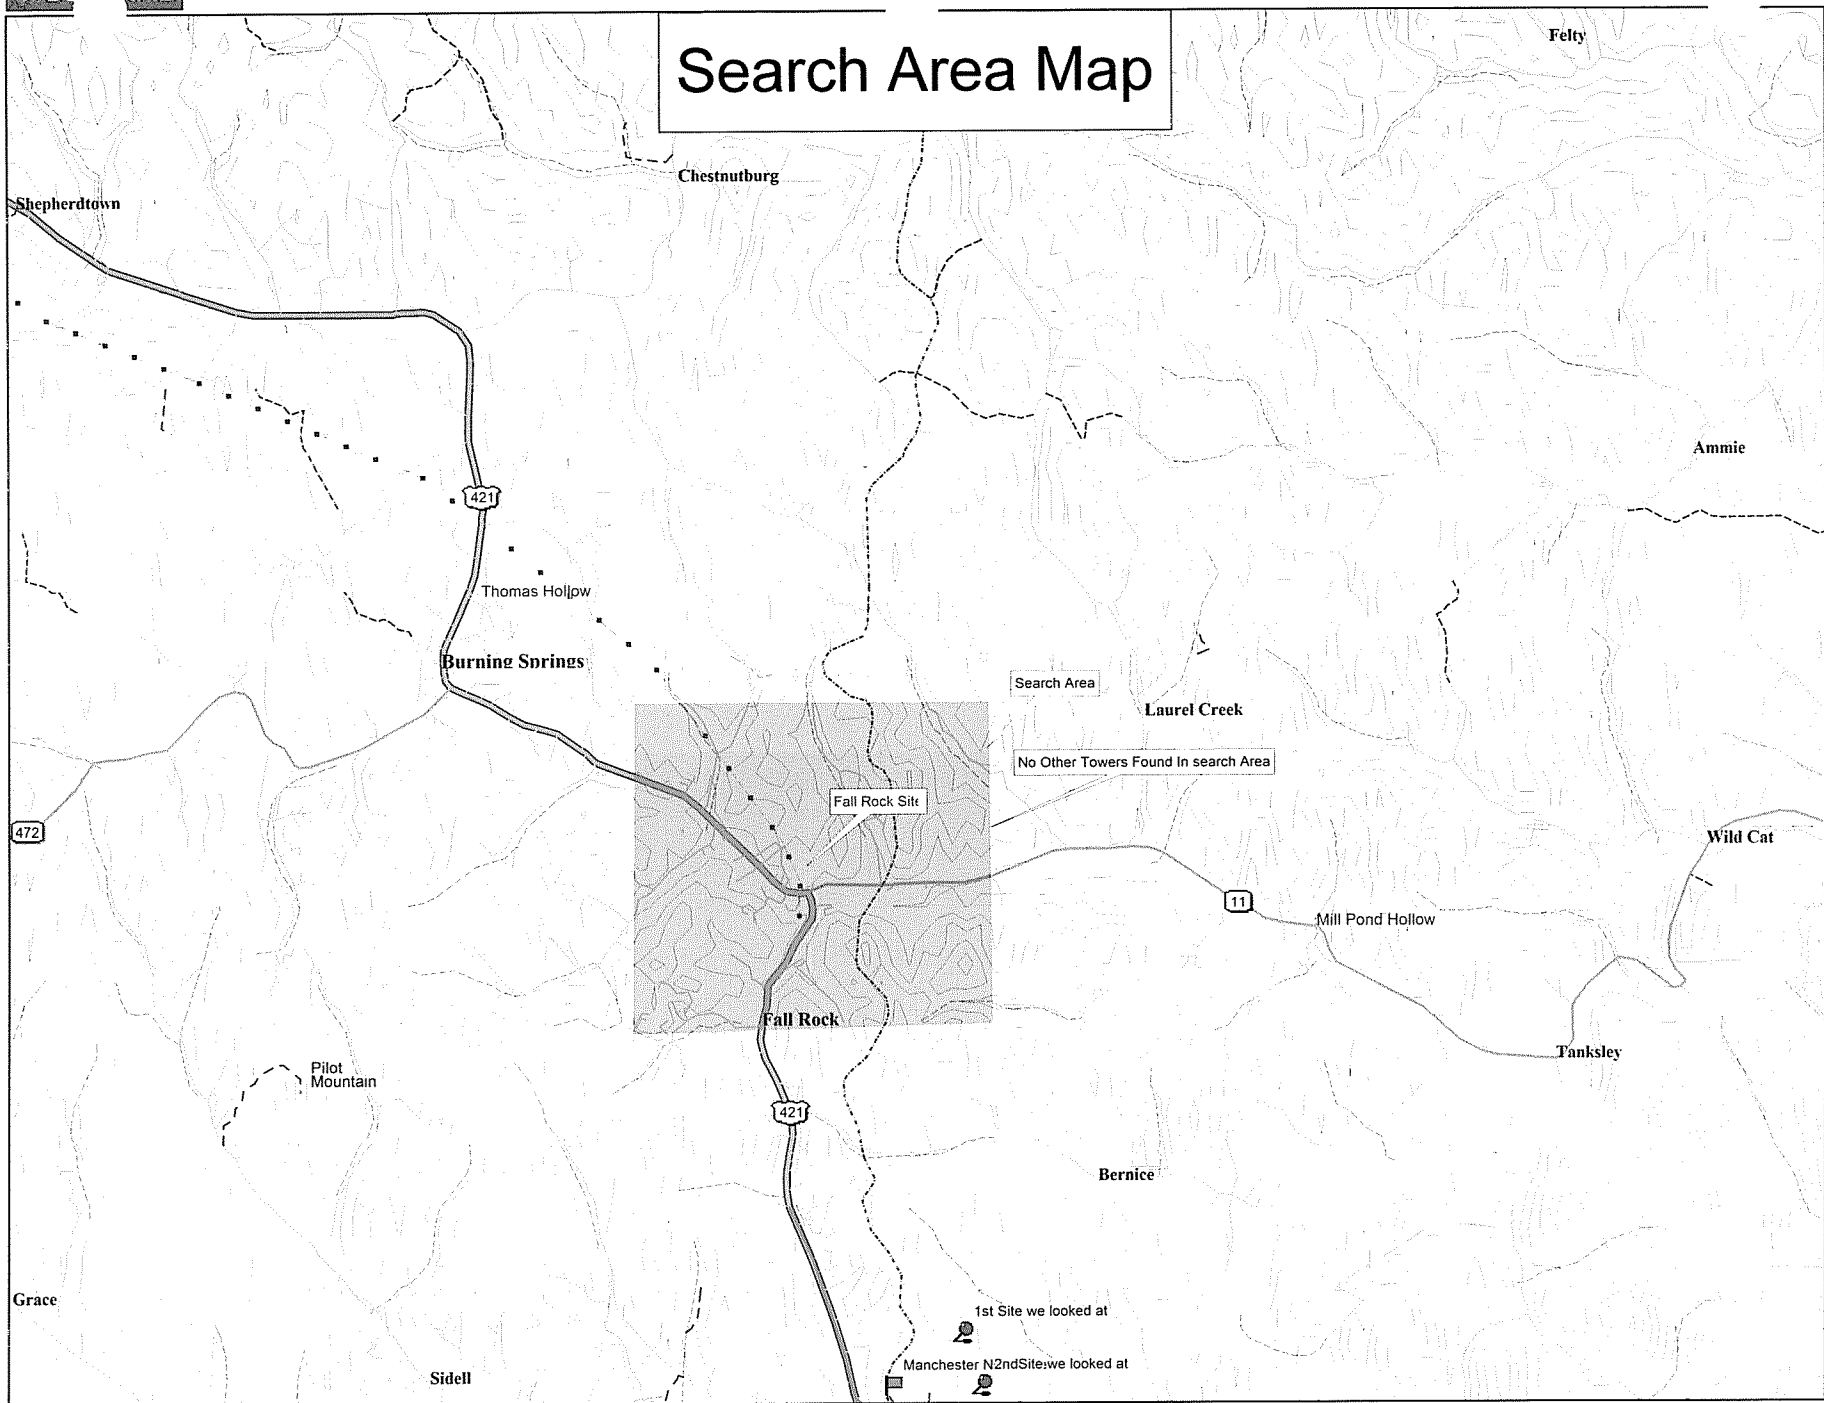 Search Area Map
Felty
Chestnutburg
Shepherdtown
Ammie
421
Thomas Hollow
Burning Springs
Search Area
Laurel Creek
No Other Towers Found In search Area
Fall Rock Site
472
Wild Cat
11
Mill Pond Hollow
Fall Rock
Tanksley
Pilot
Mountain
421
Bernice
Grace
1st Site we looked at
Manchester N2ndSite:we looked at
Sidell